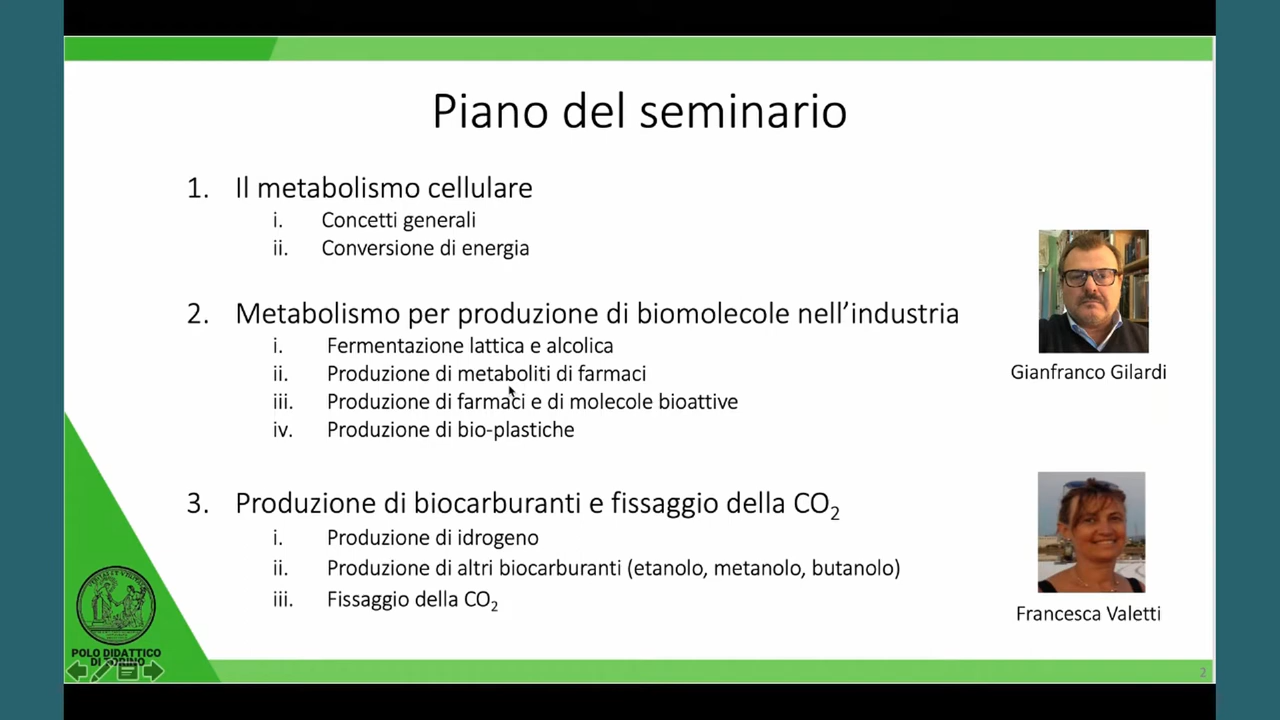 Piano del seminario
1. Il metabolismo cellulare
i. Concetti generali
ii. Conversione di energia
2. Metabolismo per produzione di biomolecole nell'industria
i. Fermentazione lattica e alcolica
ii. Produzione di metaboliti di farmaci
iii. Produzione di farmaci e di molecole bioattive
iv. Produzione di bio-plastiche
3. Produzione di biocarburanti e fissaggio della CO₂
i. Produzione di idrogeno
ii. Produzione di altri biocarburanti (etanolo, metanolo, butanolo)
iii. Fissaggio della CO₂
Gianfranco Gilardi
Francesca Valetti
POLO DIDATTICO
DI TORINO
2